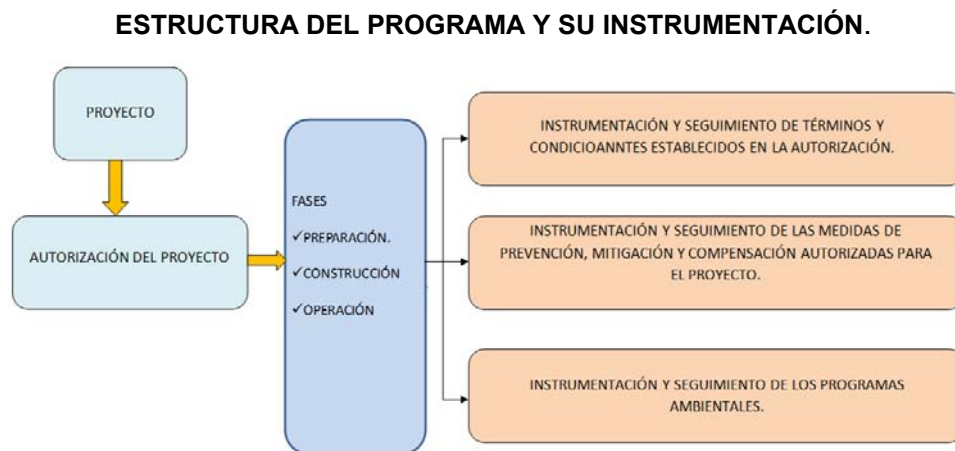 ESTRUCTURA DEL PROGRAMA Y SU INSTRUMENTACIÓN.
PROYECTO
AUTORIZACIÓN DEL PROYECTO
FASES
✓PREPARACIÓN.
✓CONSTRUCCIÓN
✓OPERACIÓN
INSTRUMENTACIÓN Y SEGUIMIENTO DE TÉRMINOS Y
CONDICIOANNTES ESTABLECIDOS EN LA AUTORIZACIÓN.
INSTRUMENTACIÓN Y SEGUIMIENTO DE LAS MEDIDAS DE
PREVENCIÓN, MITIGACIÓN Y COMPENSACIÓN AUTORIZADAS PARA
EL PROYECTO.
INSTRUMENTACIÓN Y SEGUIMIENTO DE LOS PROGRAMAS
AMBIENTALES.